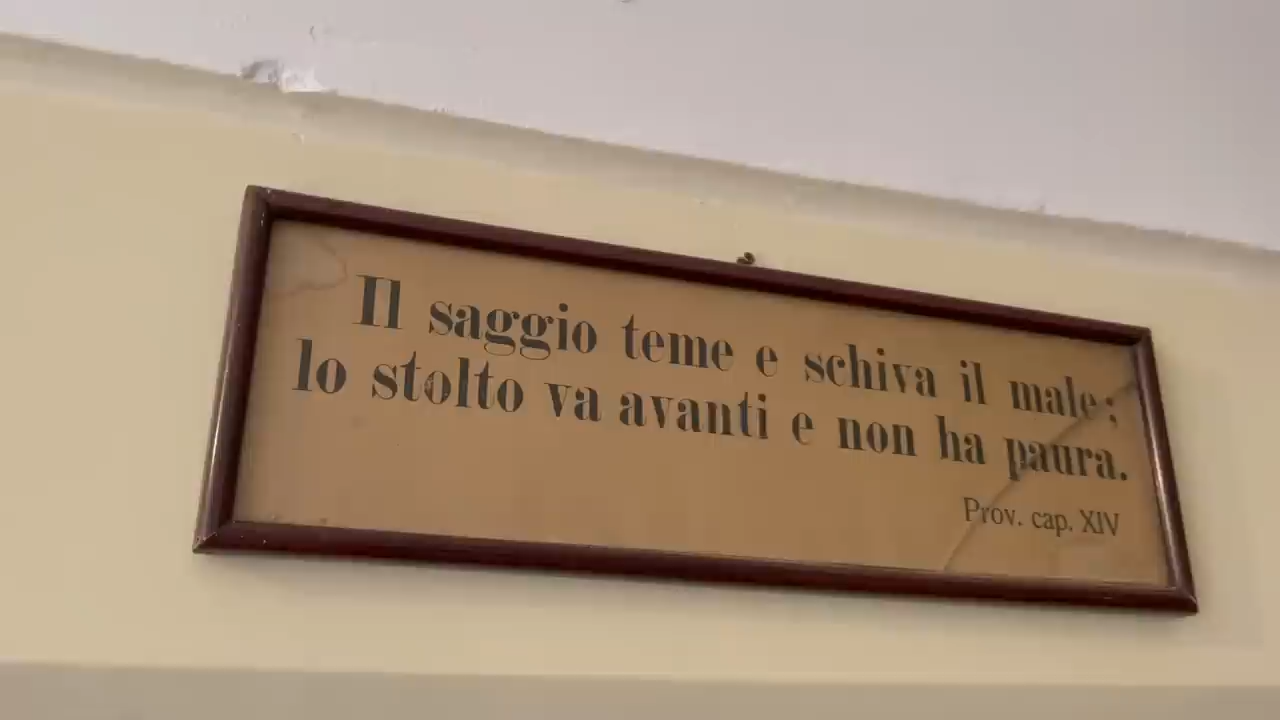 Il saggio teme e schiva il male;
lo stolto va avanti e non ha paura.
Prov. cap. XIV